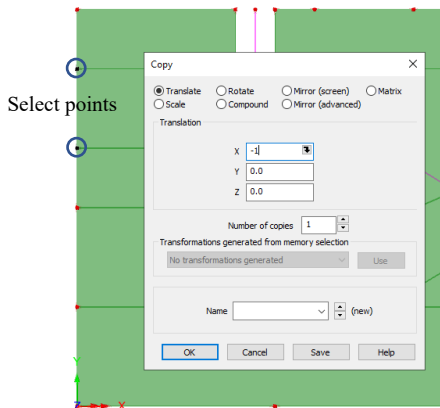 Copy
Translate Rotate Mirror (screen) Matrix
Scale Compound Mirror (advanced)
Select points
Translation
X -1
Y 0.0
Z 0.0
Number of copies 1
Transformations generated from memory selection
No transformations generated Use
Name (new)
OK Cancel Save Help
Y
Z X